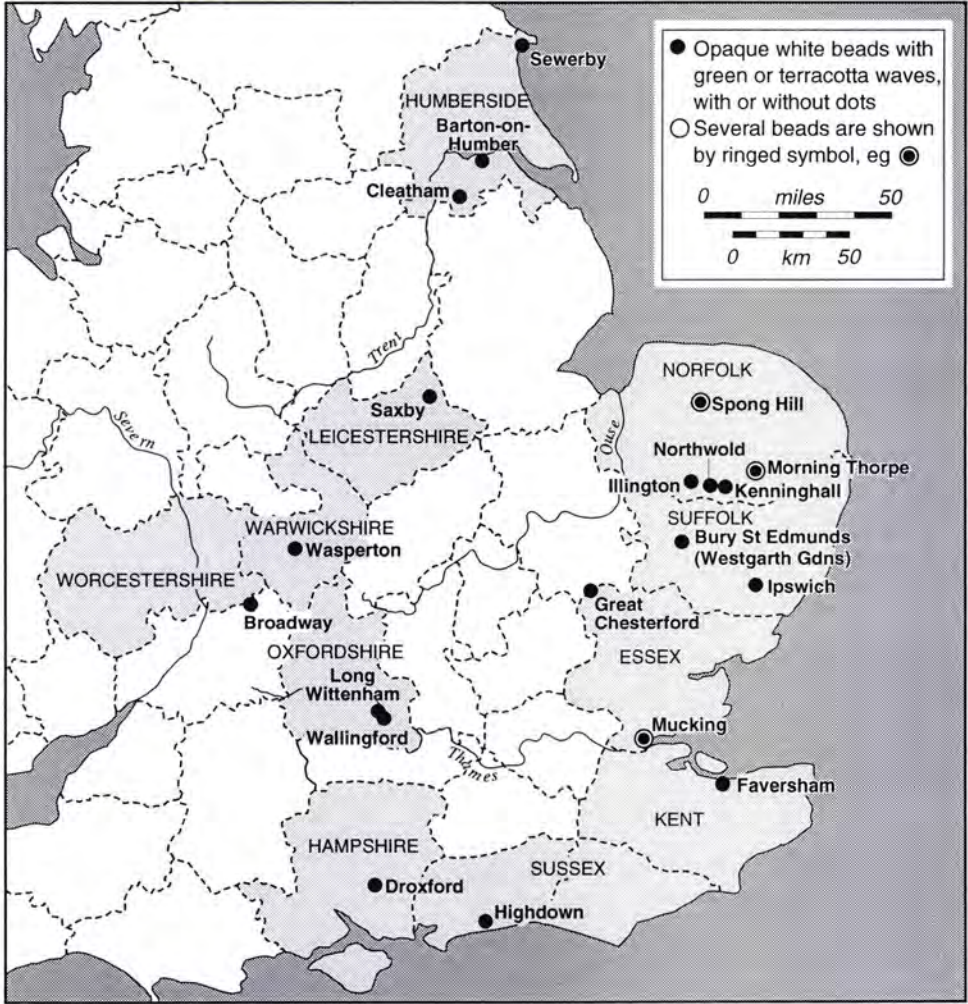 Opaque white beads with
green or terracotta waves,
with or without dots
Several beads are shown
by ringed symbol, eg
0 miles 50
0 km 50
Sewerby
HUMBERSIDE
Barton-on-
Humber
Cleatham
Trent
Saxby
LEICESTERSHIRE
Severn
NORFOLK
Spong Hill
Ouse
Northwold
Morning Thorpe
Illington
Kenninghall
SUFFOLK
Bury St Edmunds
(Westgarth Gdns)
Ipswich
WARWICKSHIRE
Wasperton
WORCESTERSHIRE
Broadway
Great
Chesterford
OXFORDSHIRE
ESSEX
Long
Wittenham
Wallingford
Mucking
Thames
Faversham
KENT
HAMPSHIRE
SUSSEX
Droxford
Highdown